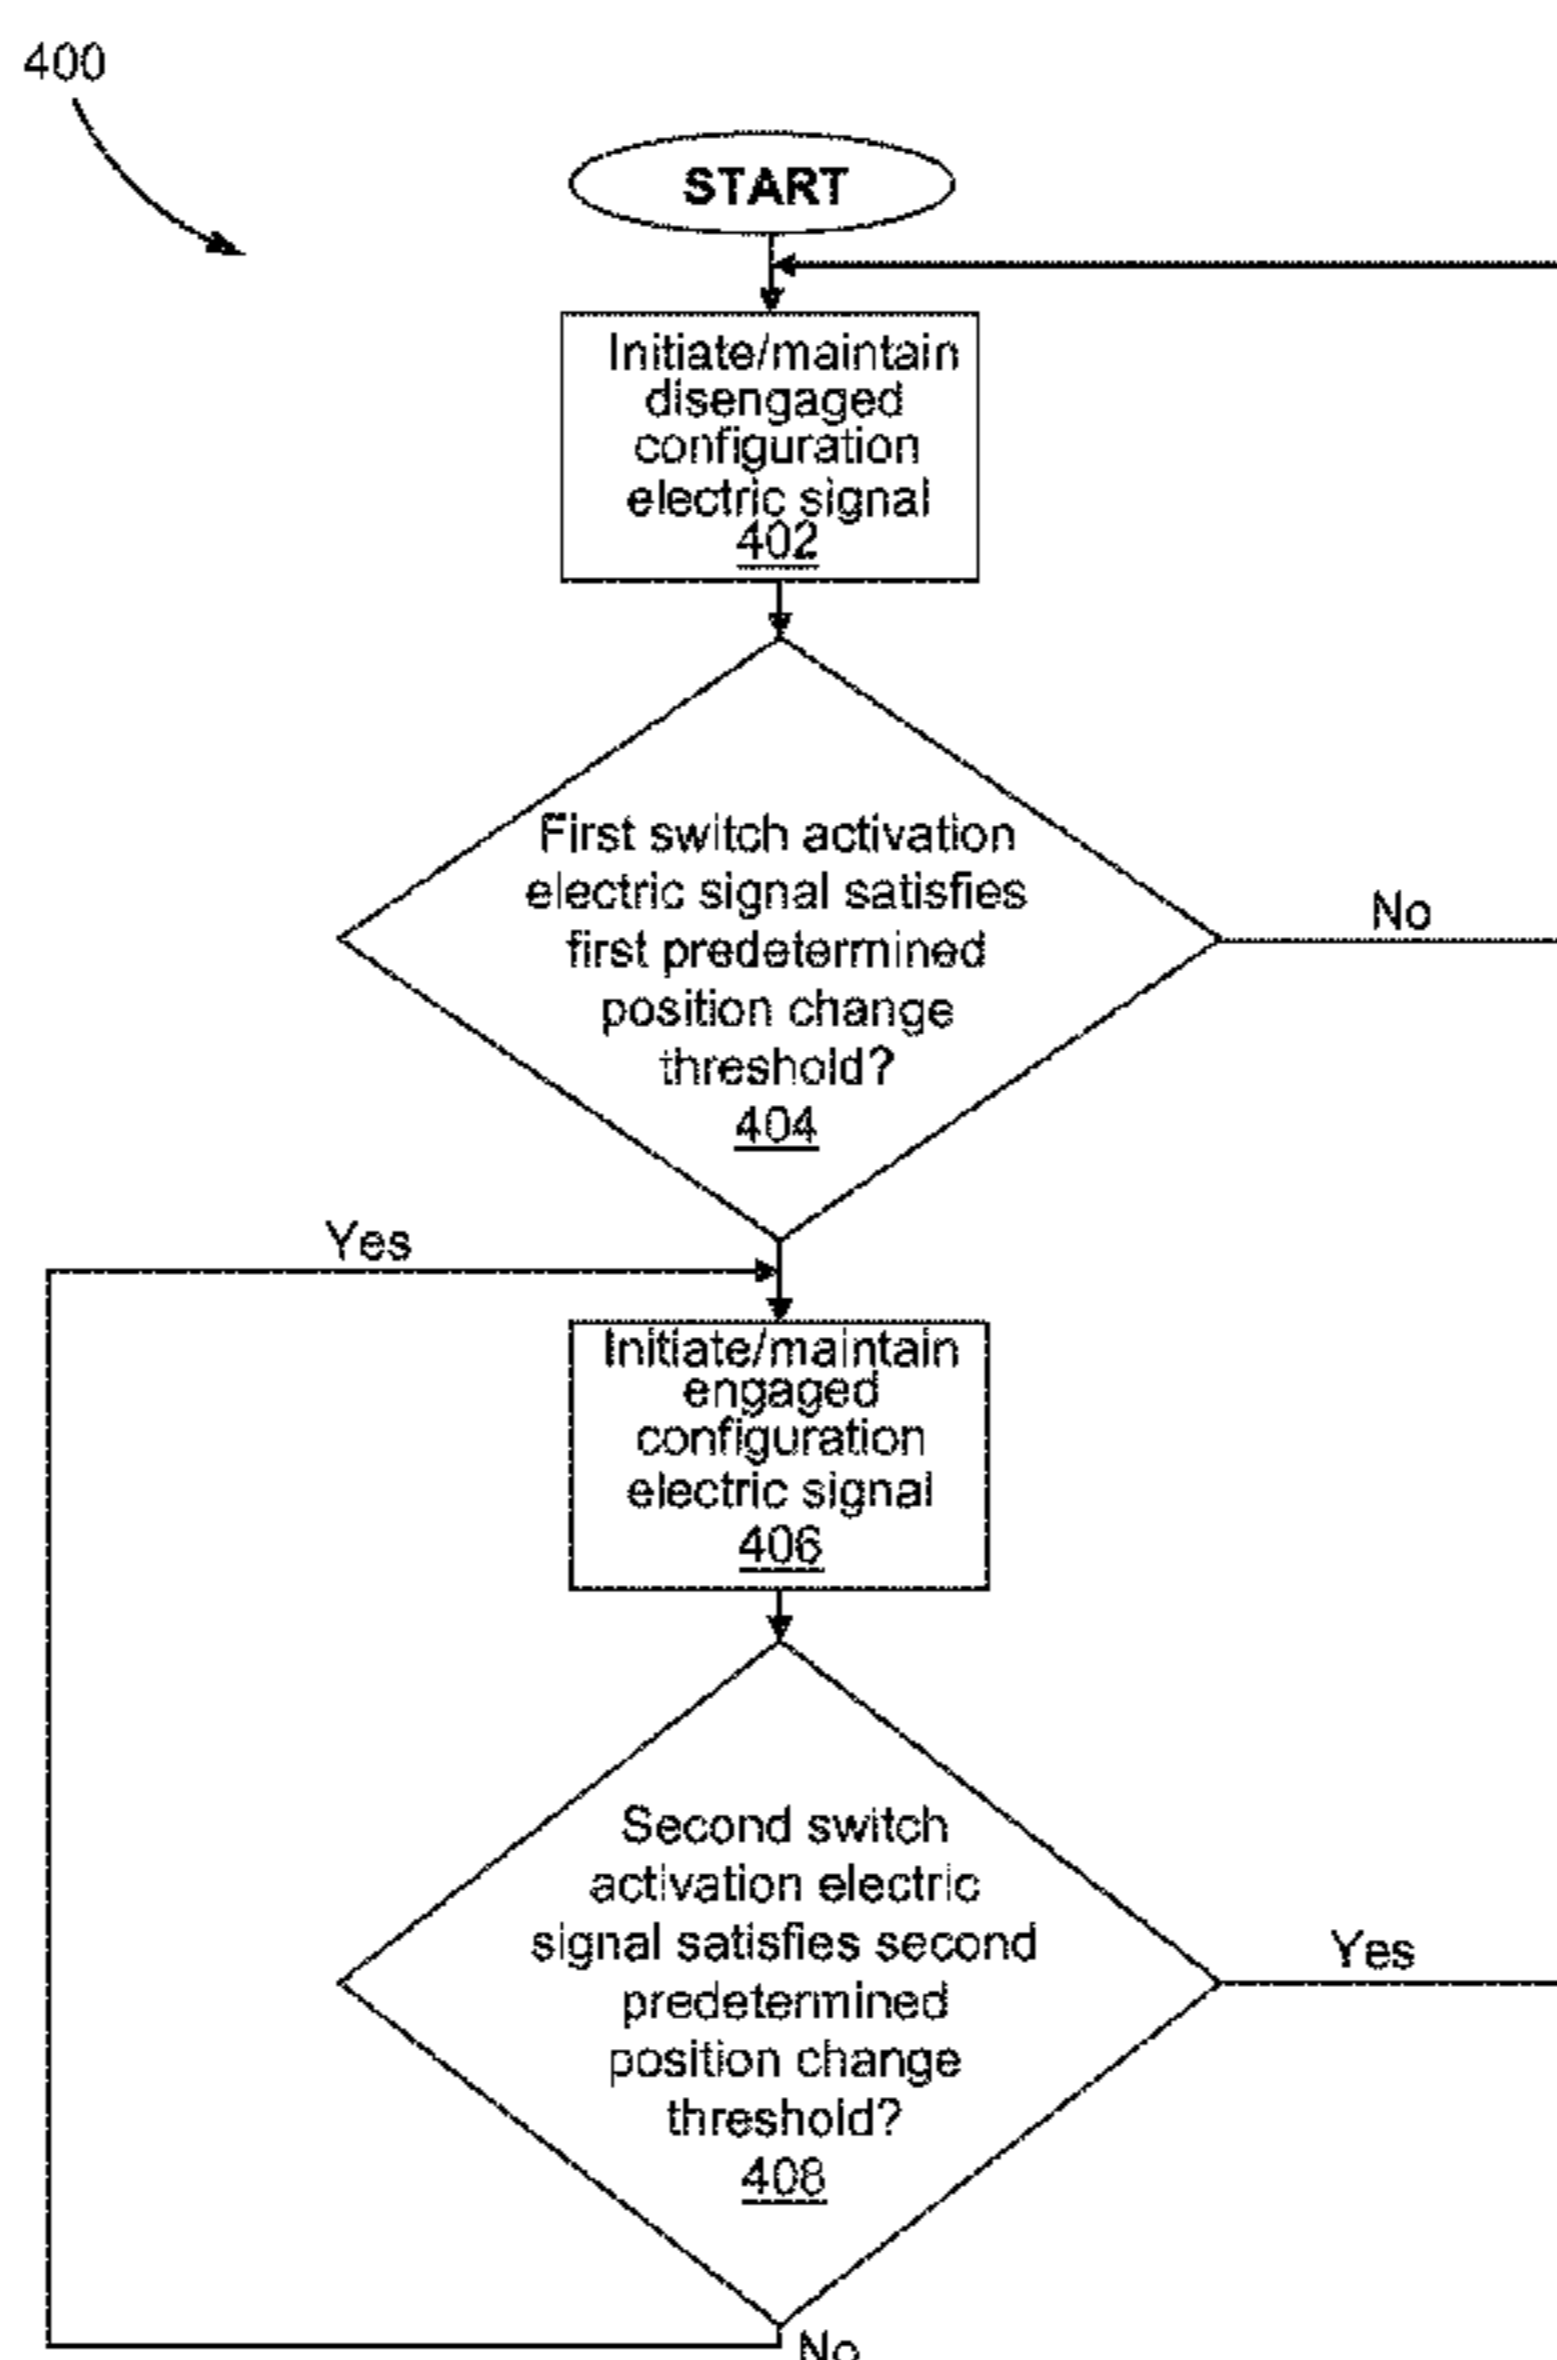 400
START
Initiate/maintain
disengaged
configuration
electric signal
402
First switch activation
electric signal satisfies
first predetermined
position change
threshold?
404
No
Yes
Initiate/maintain
engaged
configuration
electric signal
406
Second switch
activation electric
signal satisfies second
predetermined
position change
threshold?
408
Yes
No